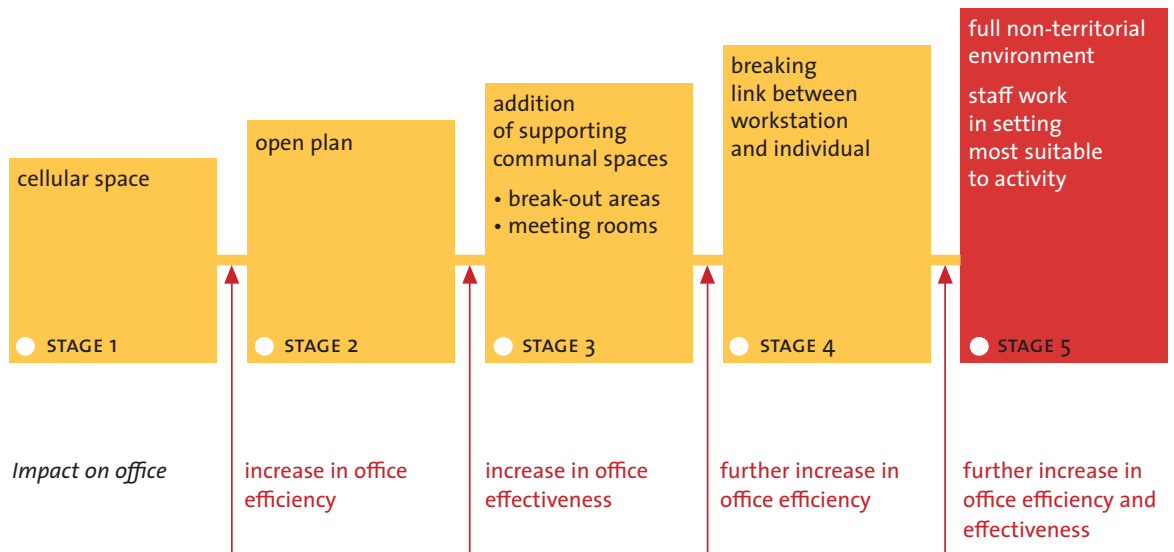 cellular space
STAGE 1
open plan
STAGE 2
addition
of supporting
communal spaces
• break-out areas
• meeting rooms
STAGE 3
breaking
link between
workstation
and individual
STAGE 4
full non-territorial
environment
staff work
in setting
most suitable
to activity
STAGE 5
Impact on office
increase in office
efficiency
increase in office
effectiveness
further increase in
office efficiency
further increase in
office efficiency and
effectiveness